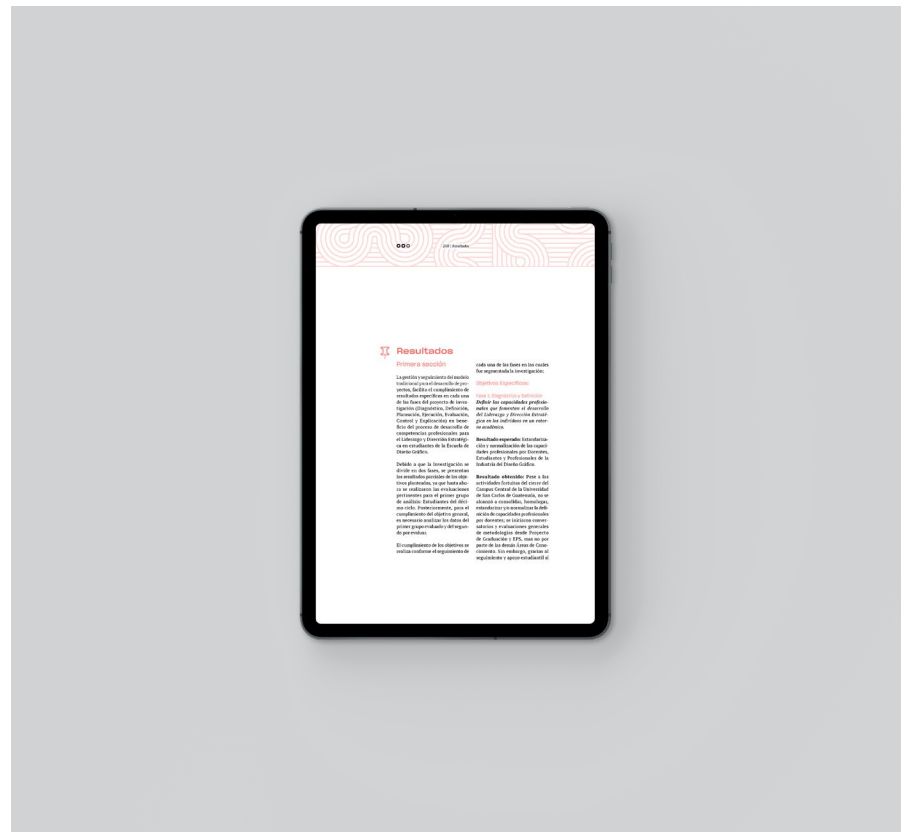 Resultados
Resultados
Primera sección
La gestión y seguimiento del modelo
tradicional para el desarrollo de pro-
yectos, facilita el cumplimiento de
resultados específicos en cada una
de las fases del proyecto de inves-
tigación (Diagnóstico, Definición,
Planeación, Ejecución, Evaluación,
Control y Explicación) en bene-
ficio del proceso de desarrollo de
competencias profesionales para
el Liderazgo y Dirección Estratégi-
ca en estudiantes de la Escuela de
Diseño Gráfico.
Debido a que la Investigación se
divide en dos fases, se presentan
los resultados parciales de los obje-
tivos planteados, ya que hasta aho-
ra se realizaron las evaluaciones
pertinentes para el primer grupo
de análisis: Estudiantes del déci-
mo ciclo. Posteriormente, para el
cumplimiento del objetivo general,
es necesario analizar los datos del
primer grupo evaluado y del segun-
do por evaluar.
El cumplimiento de los objetivos se
realiza conforme el seguimiento de
cada una de las fases en las cuales
fue segmentada la investigación:
Objetivos Específicos:
Fase I: Diagnóstico y Definición
Definir las capacidades profesio-
nales que fomenten el desarrollo
del Liderazgo y Dirección Estraté-
gica en los individuos en un entor-
no académico.
Resultado esperado: Estandariza-
ción y normalización de las capaci-
dades profesionales por Docentes,
Estudiantes y Profesionales de la
Industria del Diseño Gráfico.
Resultado obtenido: Pese a las
actividades fortuitas del cierre del
Campus Central de la Universidad
de San Carlos de Guatemala, no se
alcanzó a consolidar, homologar,
estandarizar y/o normalizar la defi-
nición de capacidades profesionales
por docentes; se iniciaron conver-
satorios y evaluaciones generales
de metodologías desde Proyecto
de Graduación y EPS, mas no por
parte de las demás Áreas de Cono-
cimiento. Sin embargo, gracias al
seguimiento y apoyo estudiantil si